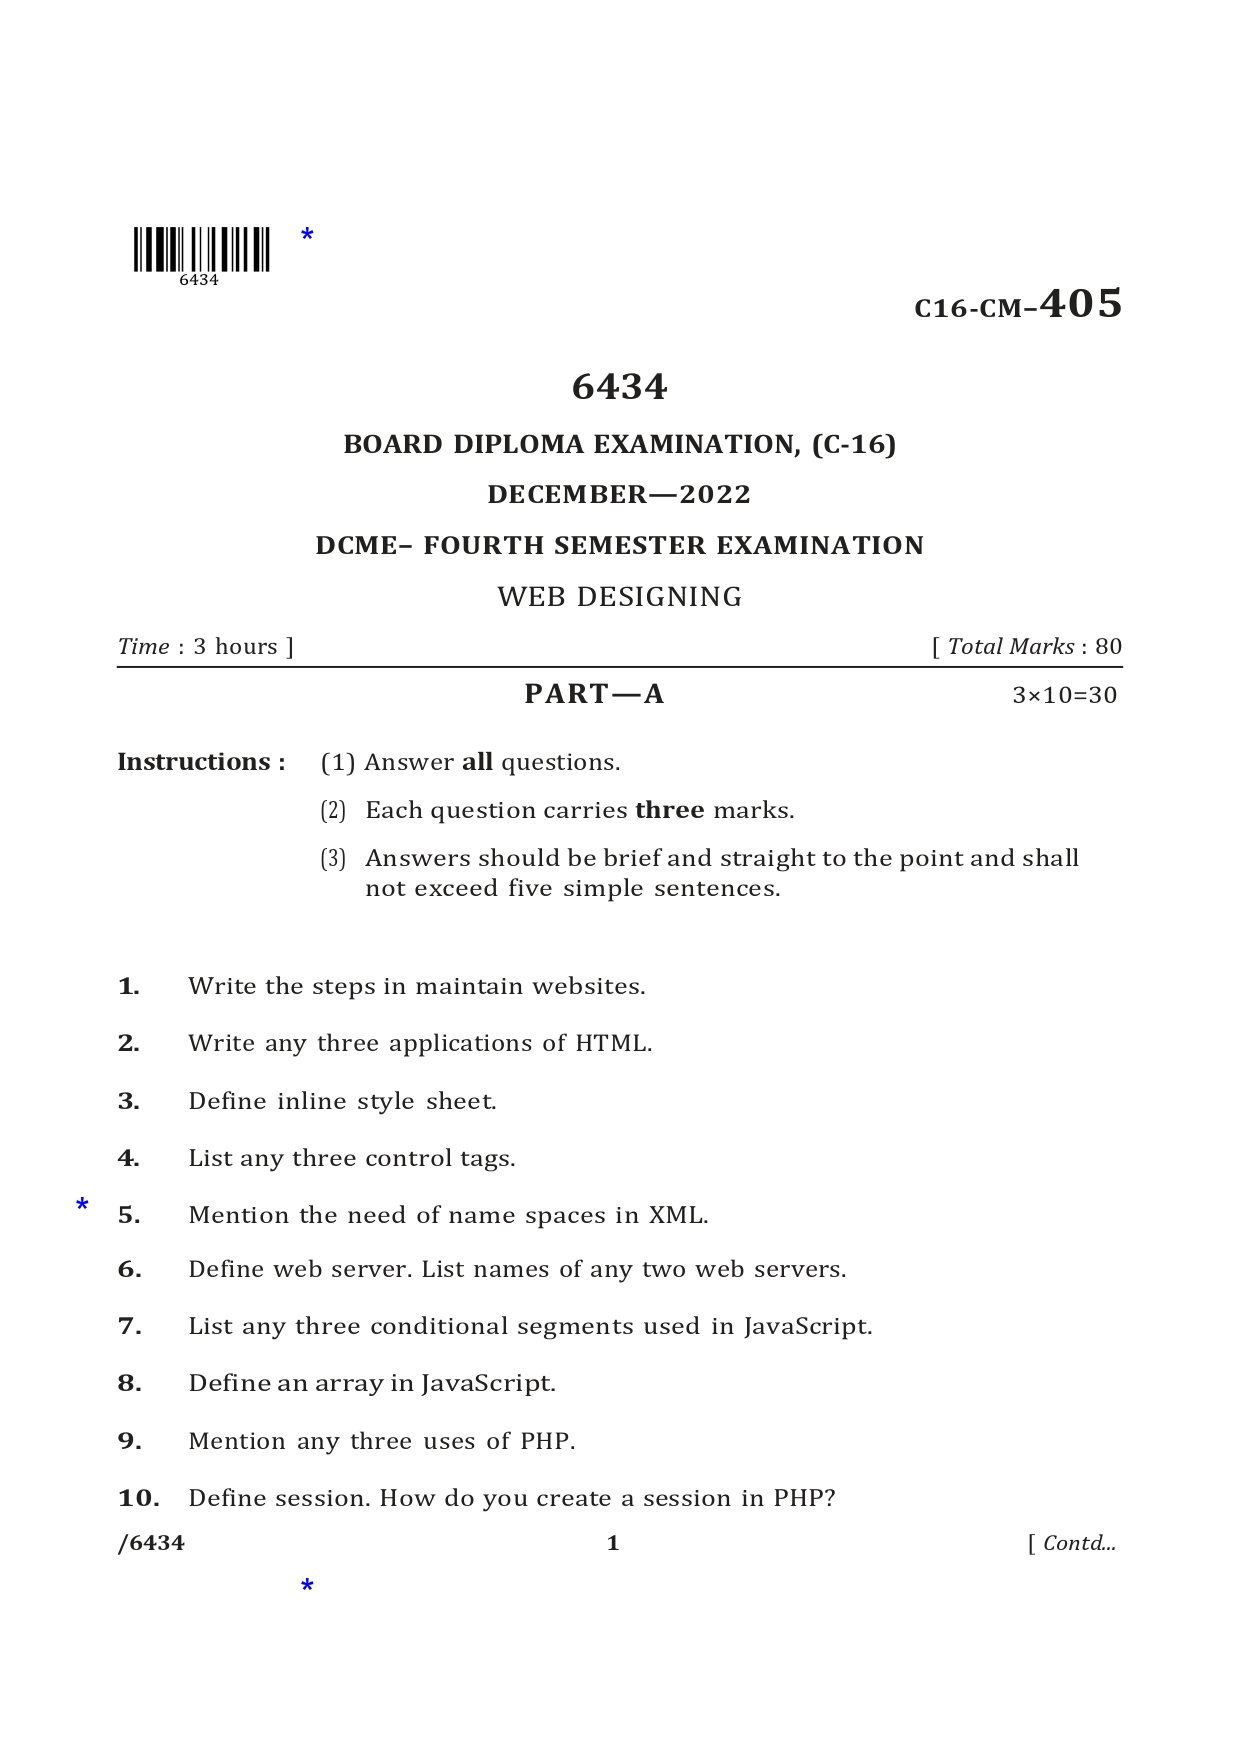 *
6434
C16-CM–405
6434
BOARD DIPLOMA EXAMINATION, (C-16)
DECEMBER—2022
DCME– FOURTH SEMESTER EXAMINATION
WEB DESIGNING
Time : 3 hours ] [ Total Marks : 80
PART—A 3×10=30
Instructions : (1) Answer all questions.
(2) Each question carries three marks.
(3) Answers should be brief and straight to the point and shall
not exceed five simple sentences.
1. Write the steps in maintain websites.
2. Write any three applications of HTML.
3. Define inline style sheet.
4. List any three control tags.
* 5. Mention the need of name spaces in XML.
6. Define web server. List names of any two web servers.
7. List any three conditional segments used in JavaScript.
8. Define an array in JavaScript.
9. Mention any three uses of PHP.
10. Define session. How do you create a session in PHP?
/6434 1 [ Contd...
*